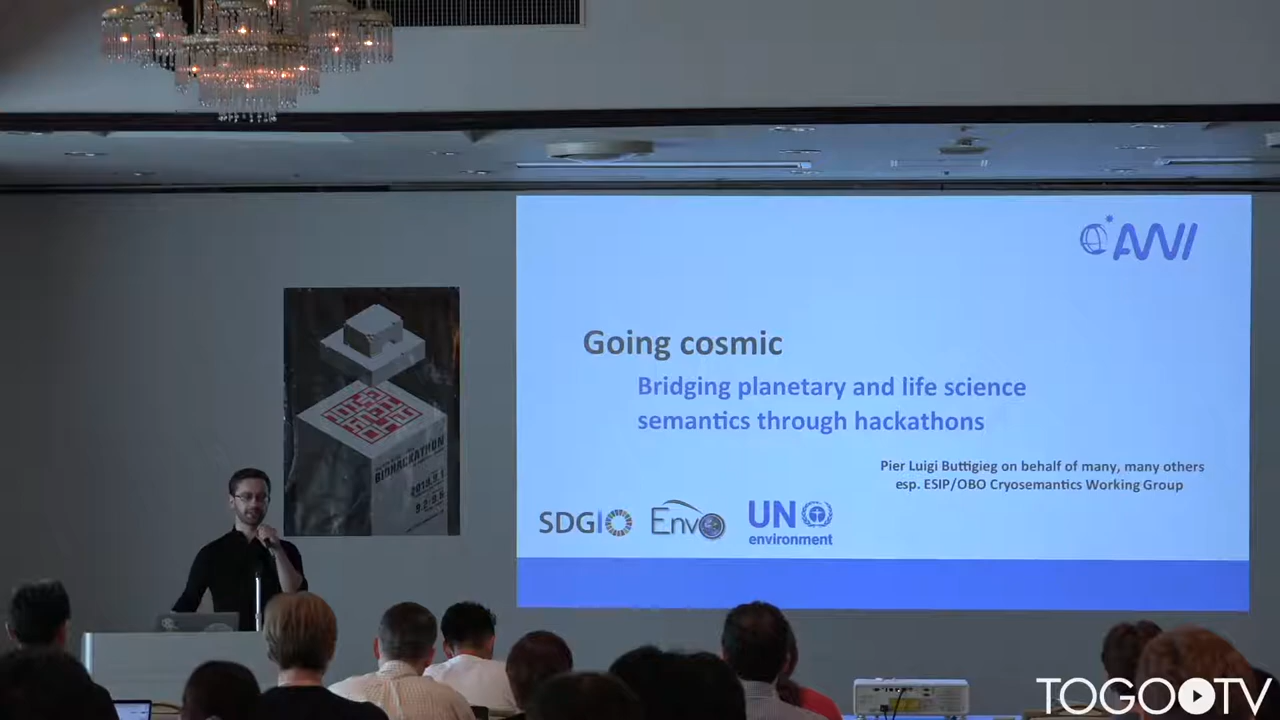 AWI
Going cosmic
Bridging planetary and life science
semantics through hackathons
Pier Luigi Buttigieg on behalf of many, many others
esp. ESIP/OBO Cryosemantics Working Group
SDGIO
EnvO
UN
environment
BIOHACKATHON
TOGOTV